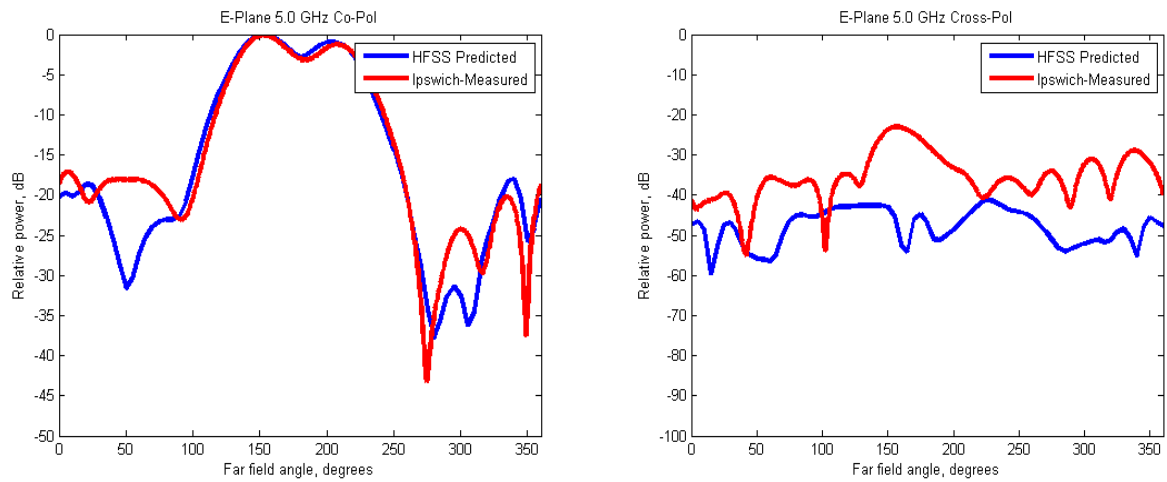 E-Plane 5.0 GHz Co-Pol
HFSS Predicted
Ipswich-Measured
Relative power, dB
0
-5
-10
-15
-20
-25
-30
-35
-40
-45
-50
0 50 100 150 200 250 300 350
Far field angle, degrees
E-Plane 5.0 GHz Cross-Pol
HFSS Predicted
Ipswich-Measured
Relative power, dB
0
-10
-20
-30
-40
-50
-60
-70
-80
-90
-100
0 50 100 150 200 250 300 350
Far field angle, degrees